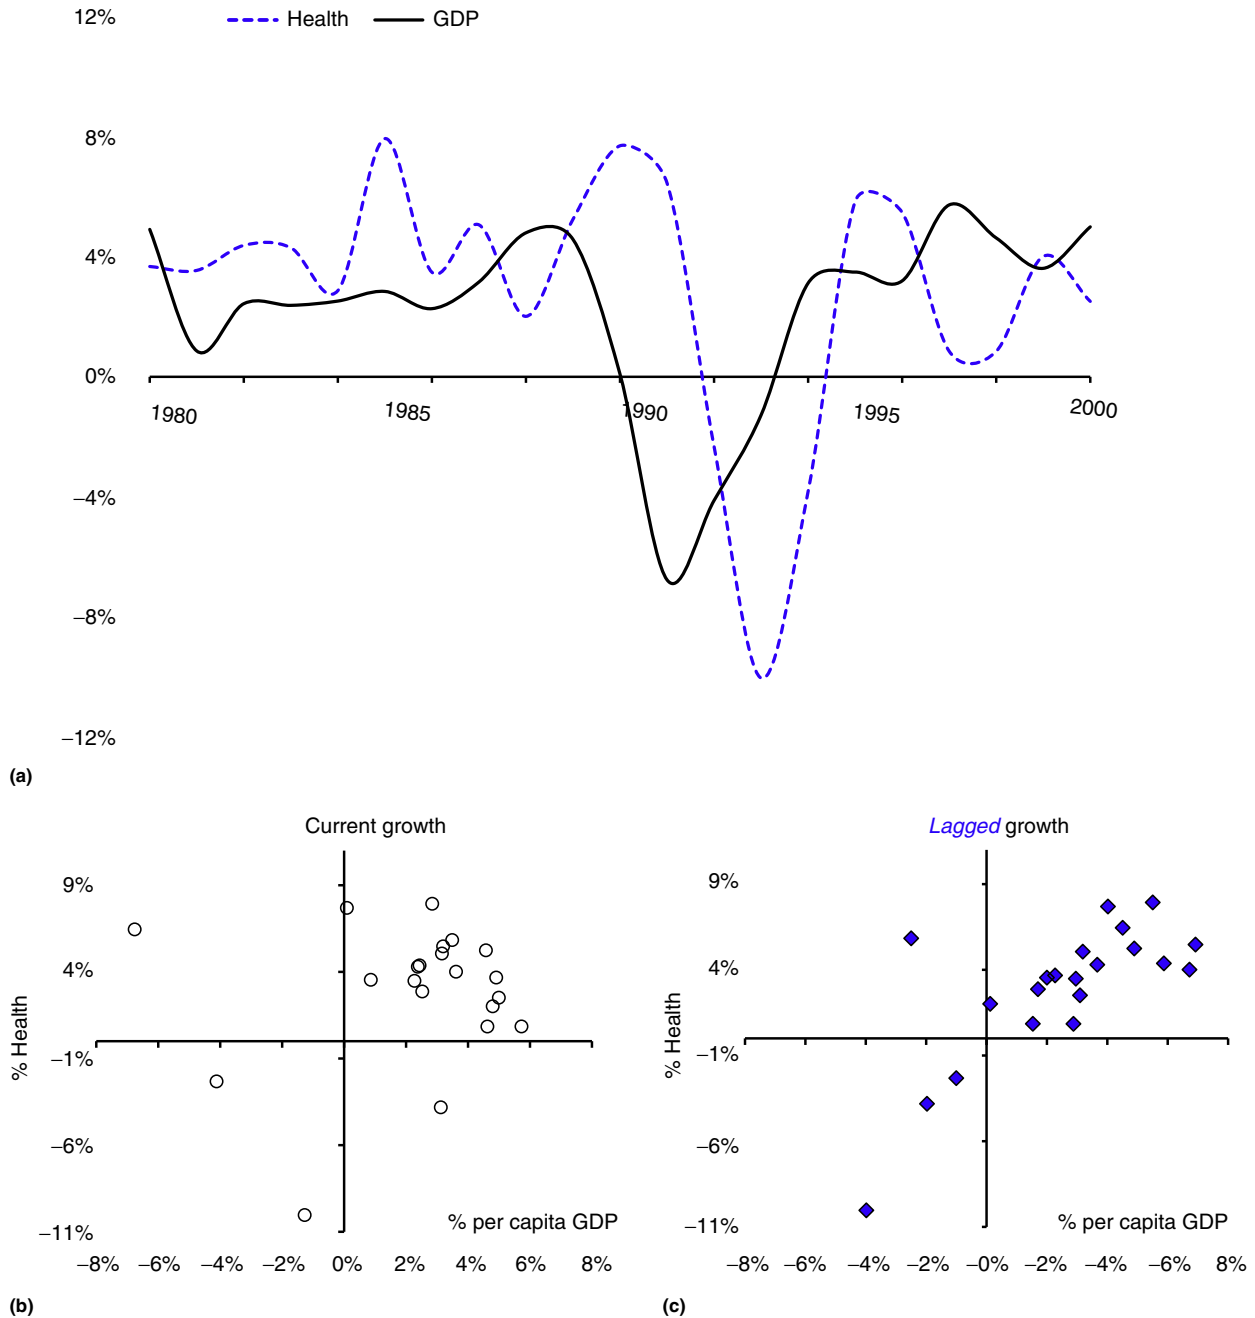 12%
Health GDP
8%
4%
0%
1980 1985 1990 1995 2000
−4%
−8%
−12%
(a)
Current growth
9%
4%
−1%
−6%
−11%
% Health
% per capita GDP
−8% −6% −4% −2% 0% 2% 4% 6% 8%
(b)
Lagged growth
9%
4%
−1%
−6%
−11%
% Health
% per capita GDP
−8% −6% −4% −2% −0% −2% −4% −6% 8%
(c)